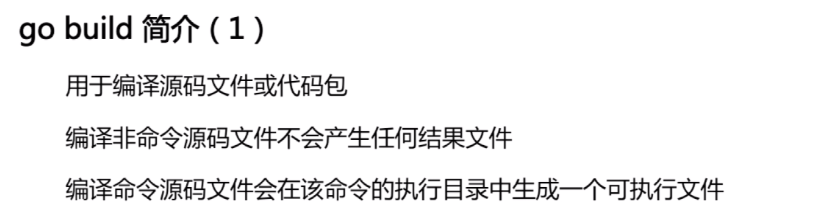 go build 简介（1）
用于编译源码文件或代码包
编译非命令源码文件不会产生任何结果文件
编译命令源码文件会在该命令的执行目录中生成一个可执行文件